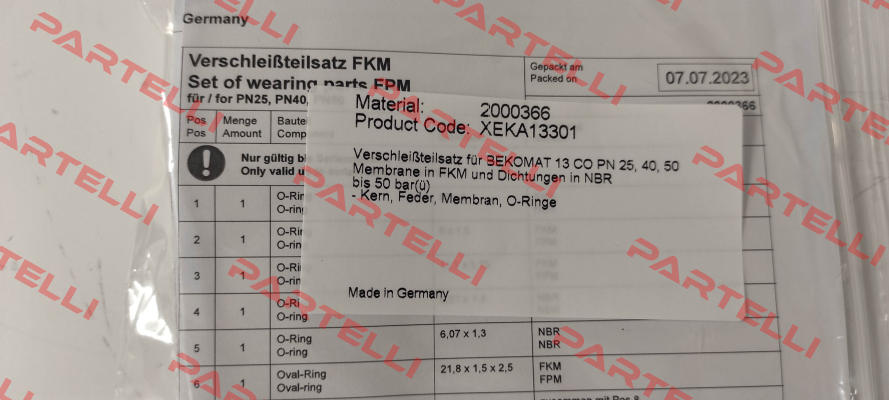 Germany
Verschleißteilsatz FKM
Set of wearing parts FPM
für / for PN25, PN40,
Gepackt am
Packed on
07.07.2023
Pos Menge
Pos Amount
Nur gültig
Only valid
Material: 2000366
Product Code: XEKA13301
Verschleißteilsatz für BEKOMAT 13 CO PN 25, 40, 50
Membrane in FKM und Dichtungen in NBR
bis 50 bar(ü)
- Kern, Feder, Membran, O-Ringe
Made in Germany
1 1
2 1
3 1
4 1 O-ring
5 1 O-Ring 6,07 x 1,3 NBR
O-ring NBR
6 1 Oval-Ring 21,8 x 1,5 x 2,5 FKM
Oval-ring FPM
PARTELLI